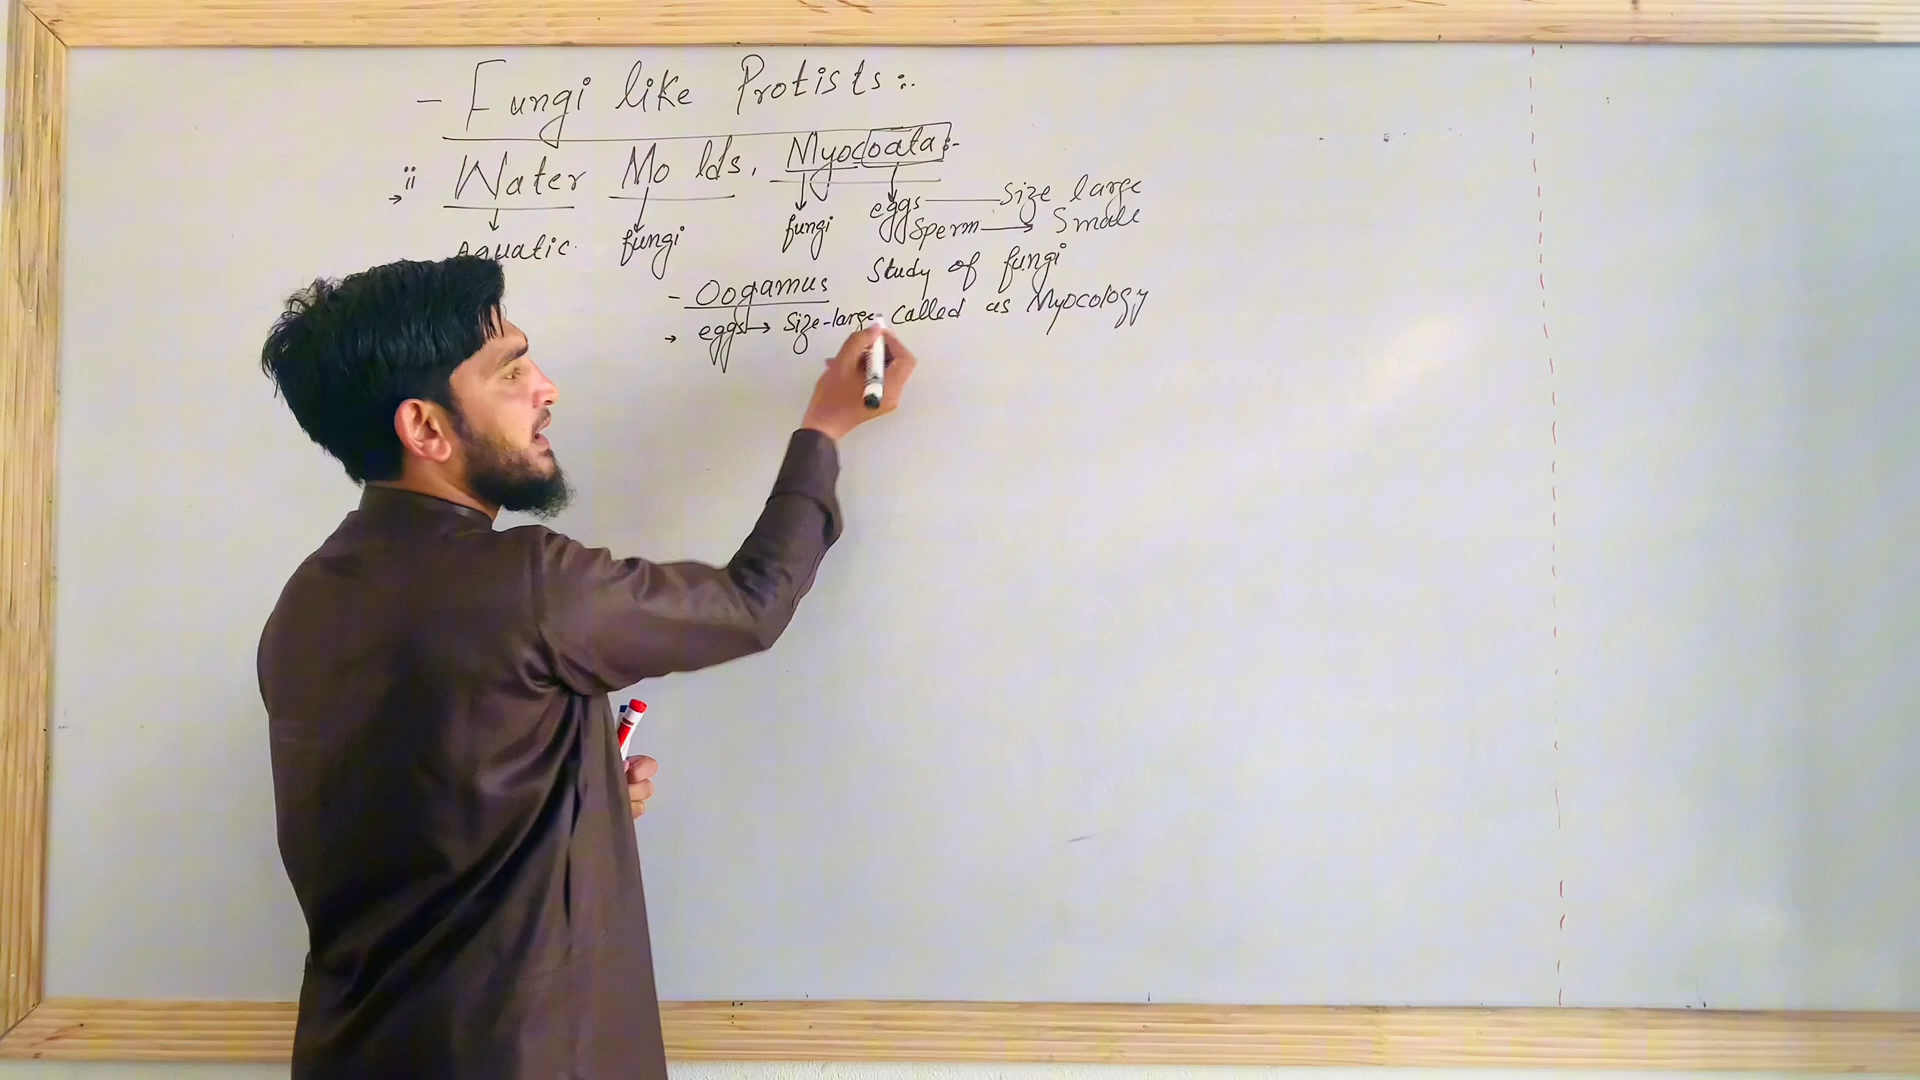 - Fungi like Protists:.
ii Water Molds, Myocoata:-
→ Aquatic. fungi fungi eggs — Size large
Sperm → Small
- Oogamus Study of fungi
→ eggs → Size-large Called as Myocology